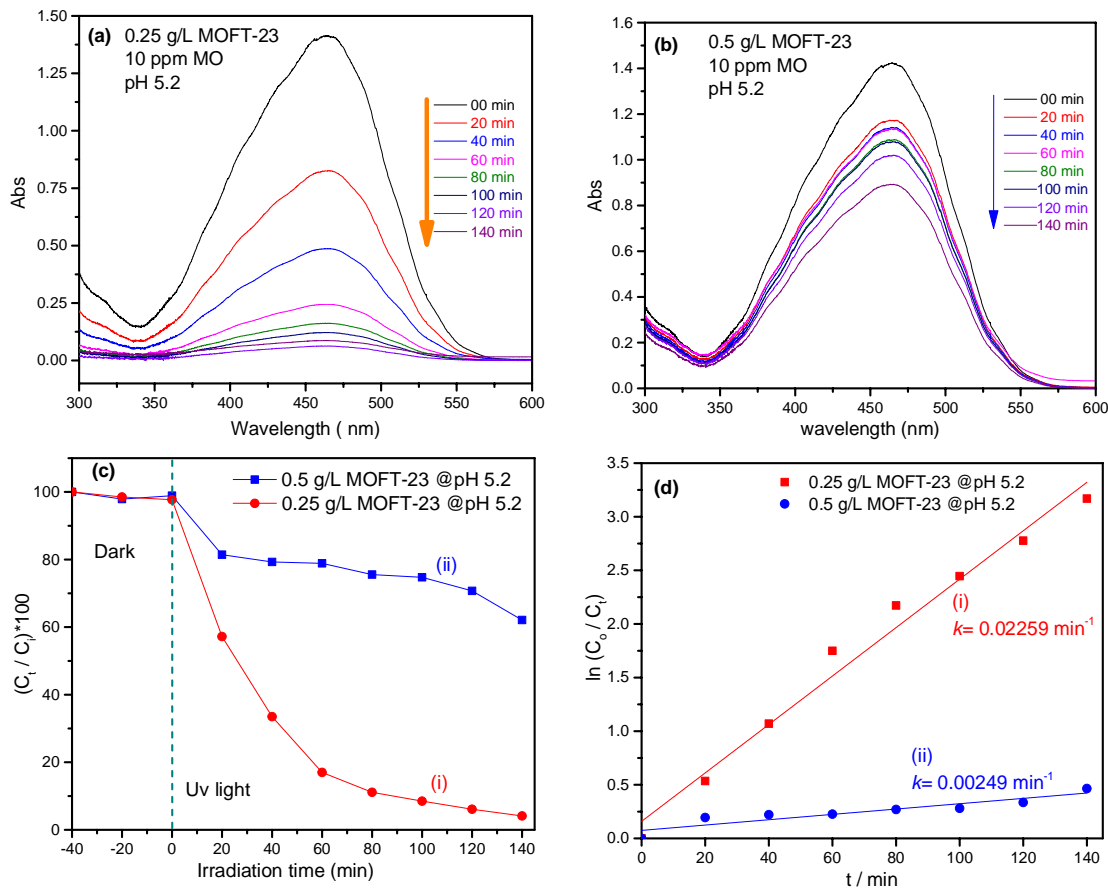 (a) 0.25 g/L MOFT-23
10 ppm MO
pH 5.2
00 min
20 min
40 min
60 min
80 min
100 min
120 min
140 min
1.50
1.25
1.00
0.75
0.50
0.25
0.00
Abs
300 350 400 450 500 550 600
Wavelength ( nm)
(b) 0.5 g/L MOFT-23
10 ppm MO
pH 5.2
00 min
20 min
40 min
60 min
80 min
100 min
120 min
140 min
1.6
1.4
1.2
1.0
0.8
0.6
0.4
0.2
0.0
Abs
300 400 500 600
wavelength (nm)
(c)
0.5 g/L MOFT-23 @pH 5.2
0.25 g/L MOFT-23 @pH 5.2
Dark
Uv light
(ii)
(i)
100
80
60
40
20
0
(Cₜ / Cᵢ)*100
-40 -20 0 20 40 60 80 100 120 140
Irradiation time (min)
(d)
0.25 g/L MOFT-23 @pH 5.2
0.5 g/L MOFT-23 @pH 5.2
(i)
k= 0.02259 min⁻¹
(ii)
k= 0.00249 min⁻¹
3.5
3.0
2.5
2.0
1.5
1.0
0.5
0.0
ln (Cₒ / Cₜ)
0 20 40 60 80 100 120 140
t / min